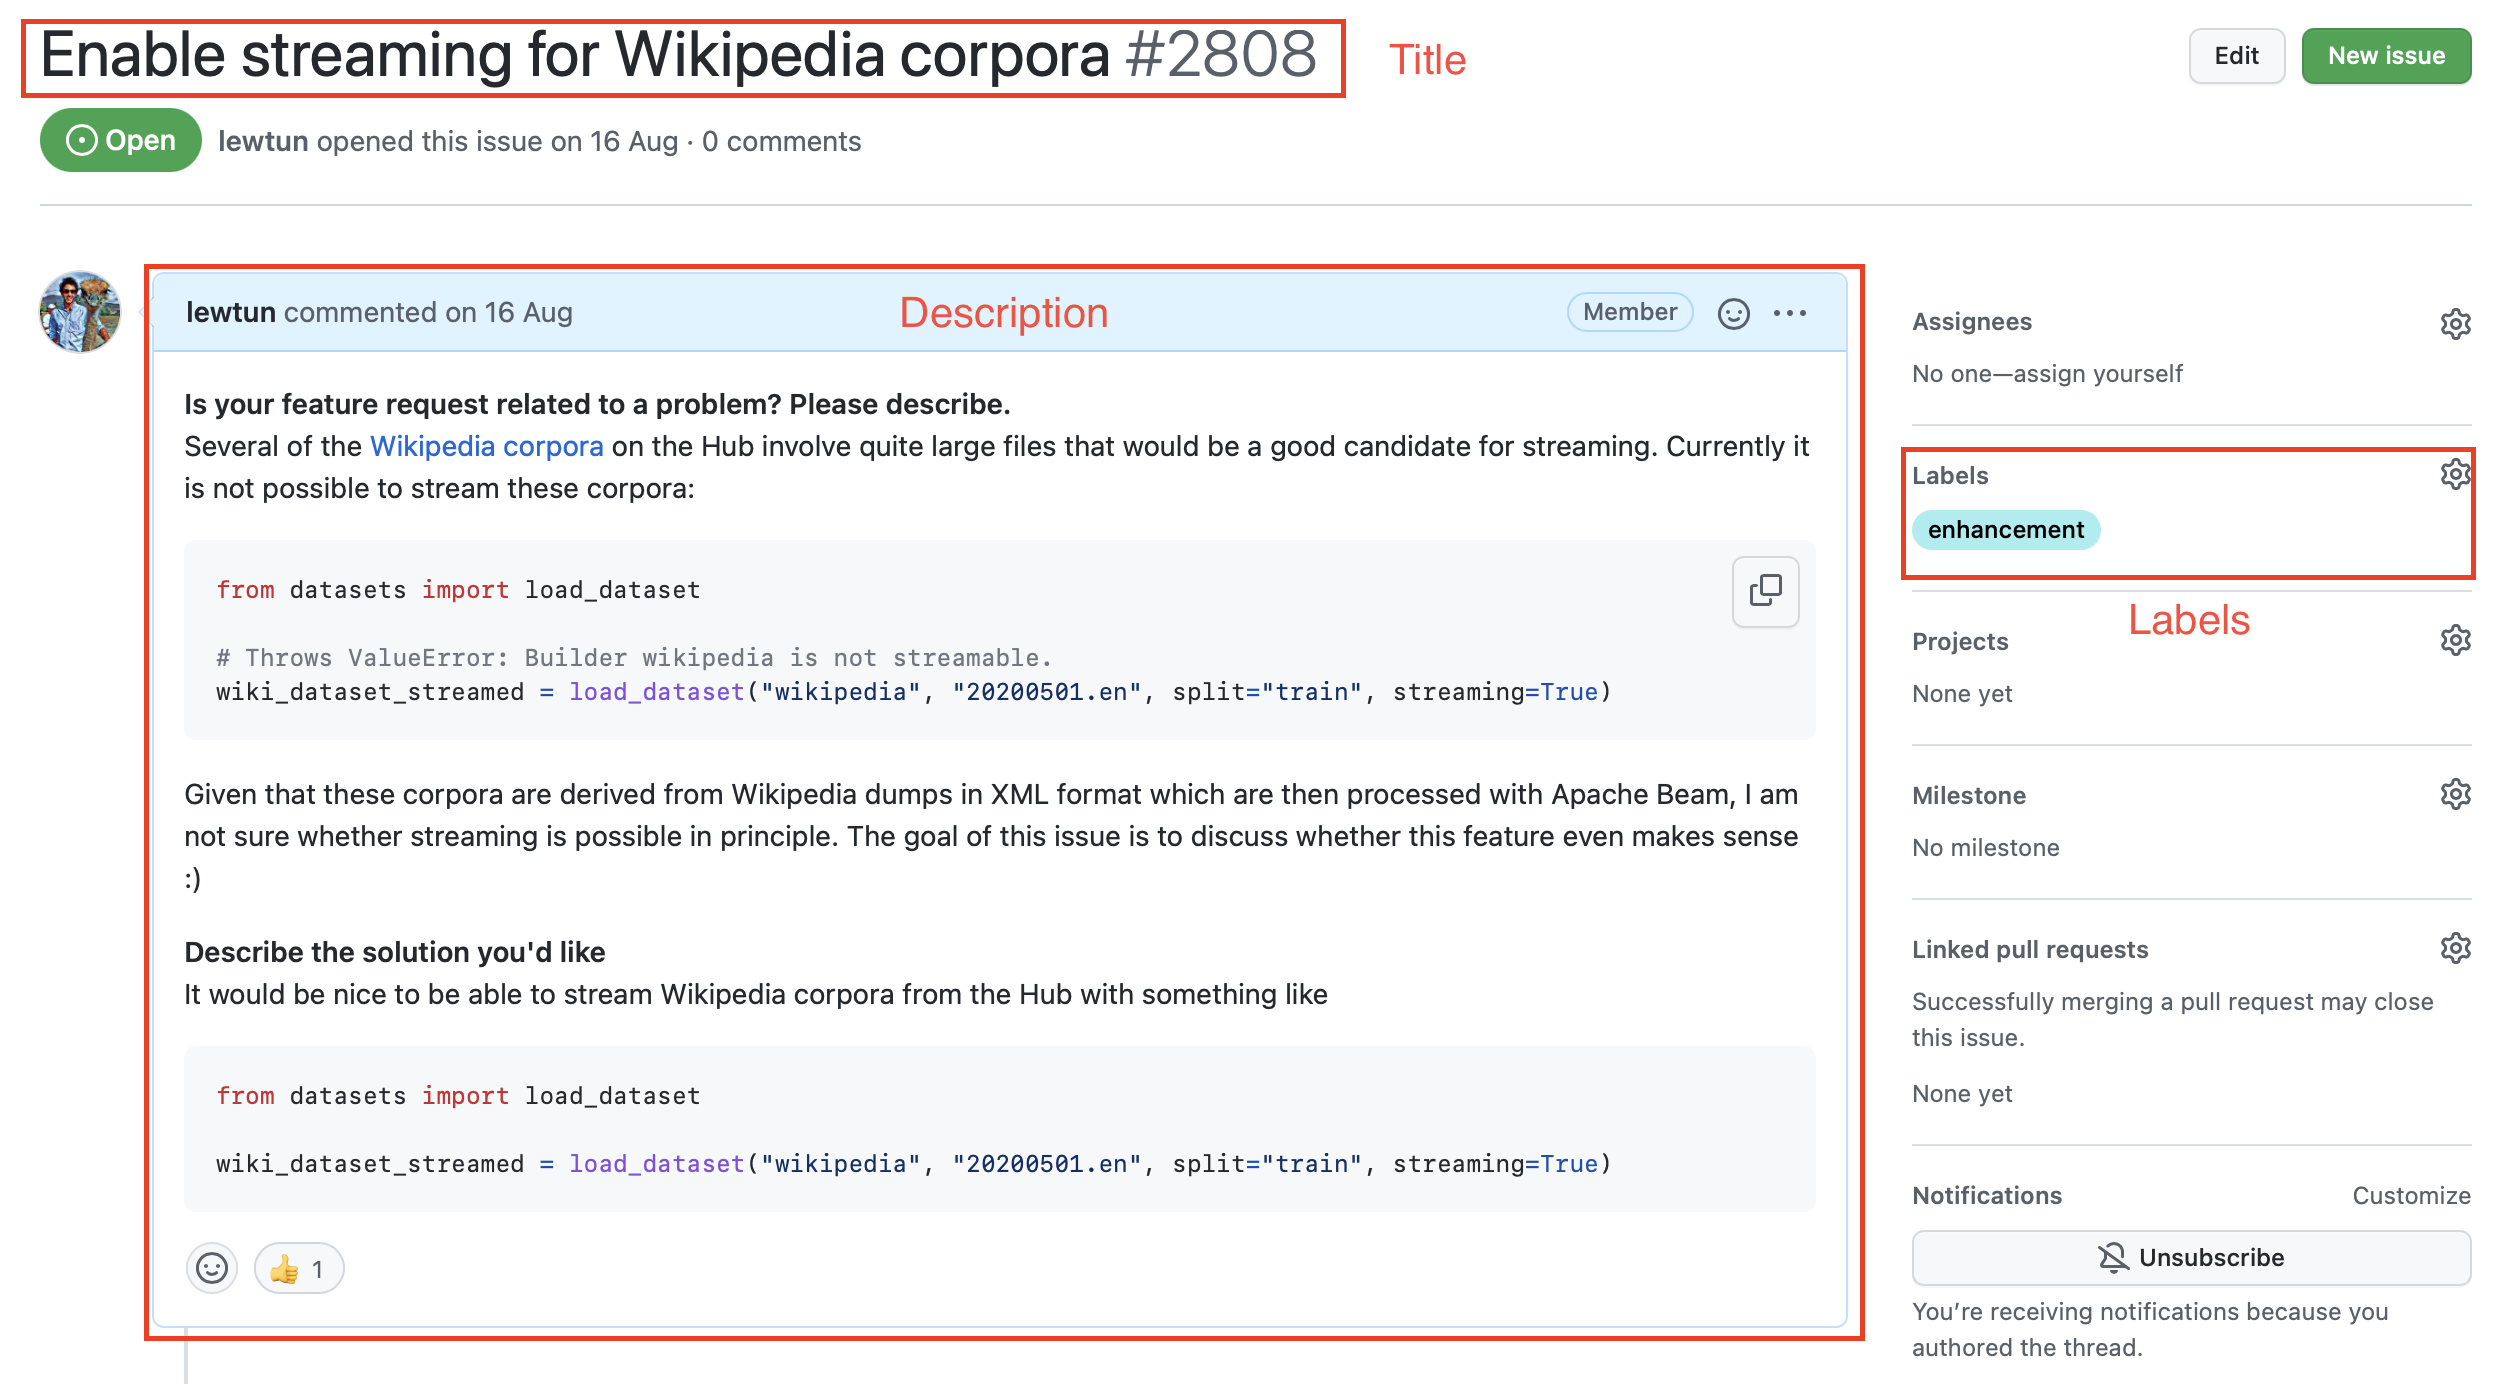 Enable streaming for Wikipedia corpora #2808
Title
Edit
New issue
Open
lewtun opened this issue on 16 Aug · 0 comments
lewtun commented on 16 Aug
Description
Member
Is your feature request related to a problem? Please describe.
Several of the Wikipedia corpora on the Hub involve quite large files that would be a good candidate for streaming. Currently it
is not possible to stream these corpora:
from datasets import load_dataset
# Throws ValueError: Builder wikipedia is not streamable.
wiki_dataset_streamed = load_dataset("wikipedia", "20200501.en", split="train", streaming=True)
Given that these corpora are derived from Wikipedia dumps in XML format which are then processed with Apache Beam, I am
not sure whether streaming is possible in principle. The goal of this issue is to discuss whether this feature even makes sense
:)
Describe the solution you'd like
It would be nice to be able to stream Wikipedia corpora from the Hub with something like
from datasets import load_dataset
wiki_dataset_streamed = load_dataset("wikipedia", "20200501.en", split="train", streaming=True)
👍 1
Assignees
No one—assign yourself
Labels
enhancement
Labels
Projects
None yet
Milestone
No milestone
Linked pull requests
Successfully merging a pull request may close
this issue.
None yet
Notifications
Customize
Unsubscribe
You’re receiving notifications because you
authored the thread.